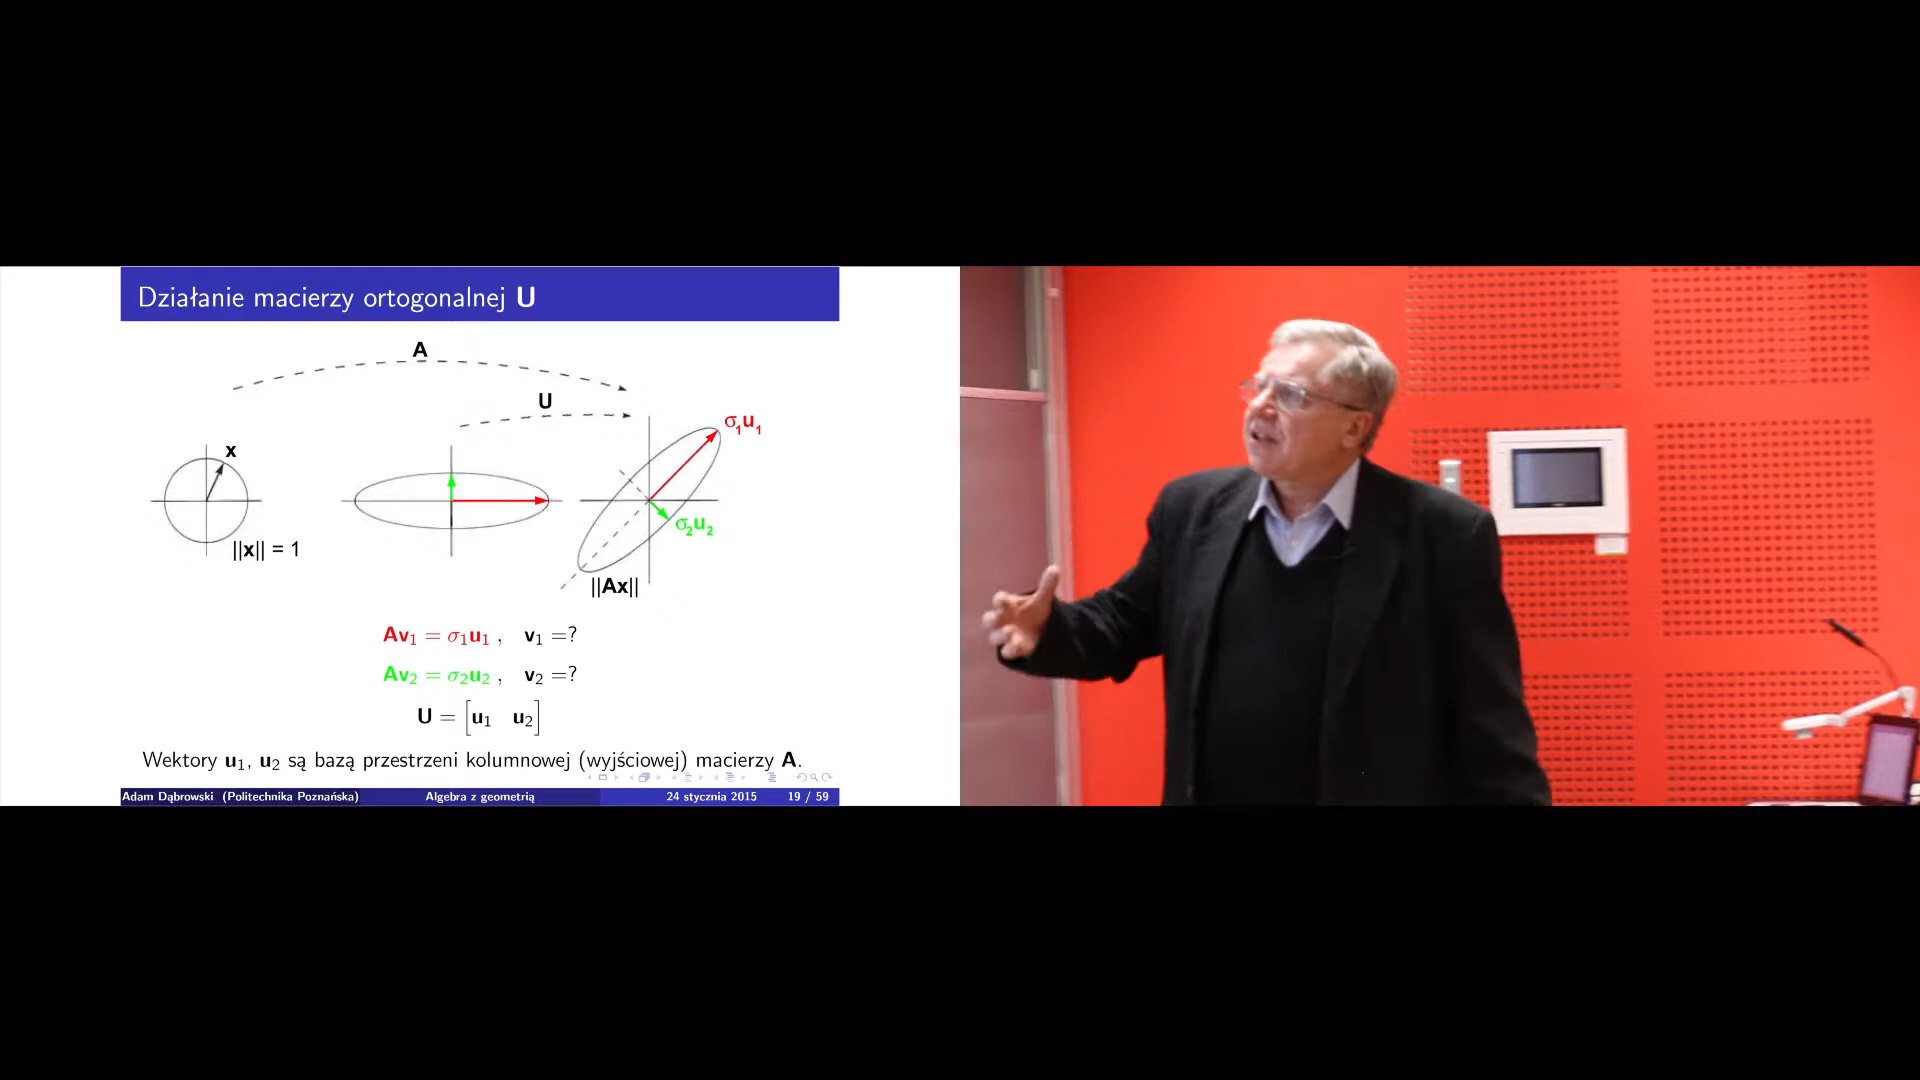 Działanie macierzy ortogonalnej U
A
U
σ₁u₁
x
σ₂u₂
||x|| = 1
||Ax||
Av₁ = σ₁u₁ , v₁ =?
Av₂ = σ₂u₂ , v₂ =?
U = [u₁ u₂]
Wektory u₁, u₂ są bazą przestrzeni kolumnowej (wyjściowej) macierzy A.
Adam Dąbrowski (Politechnika Poznańska) Algebra z geometrią 24 stycznia 2015 19 / 59